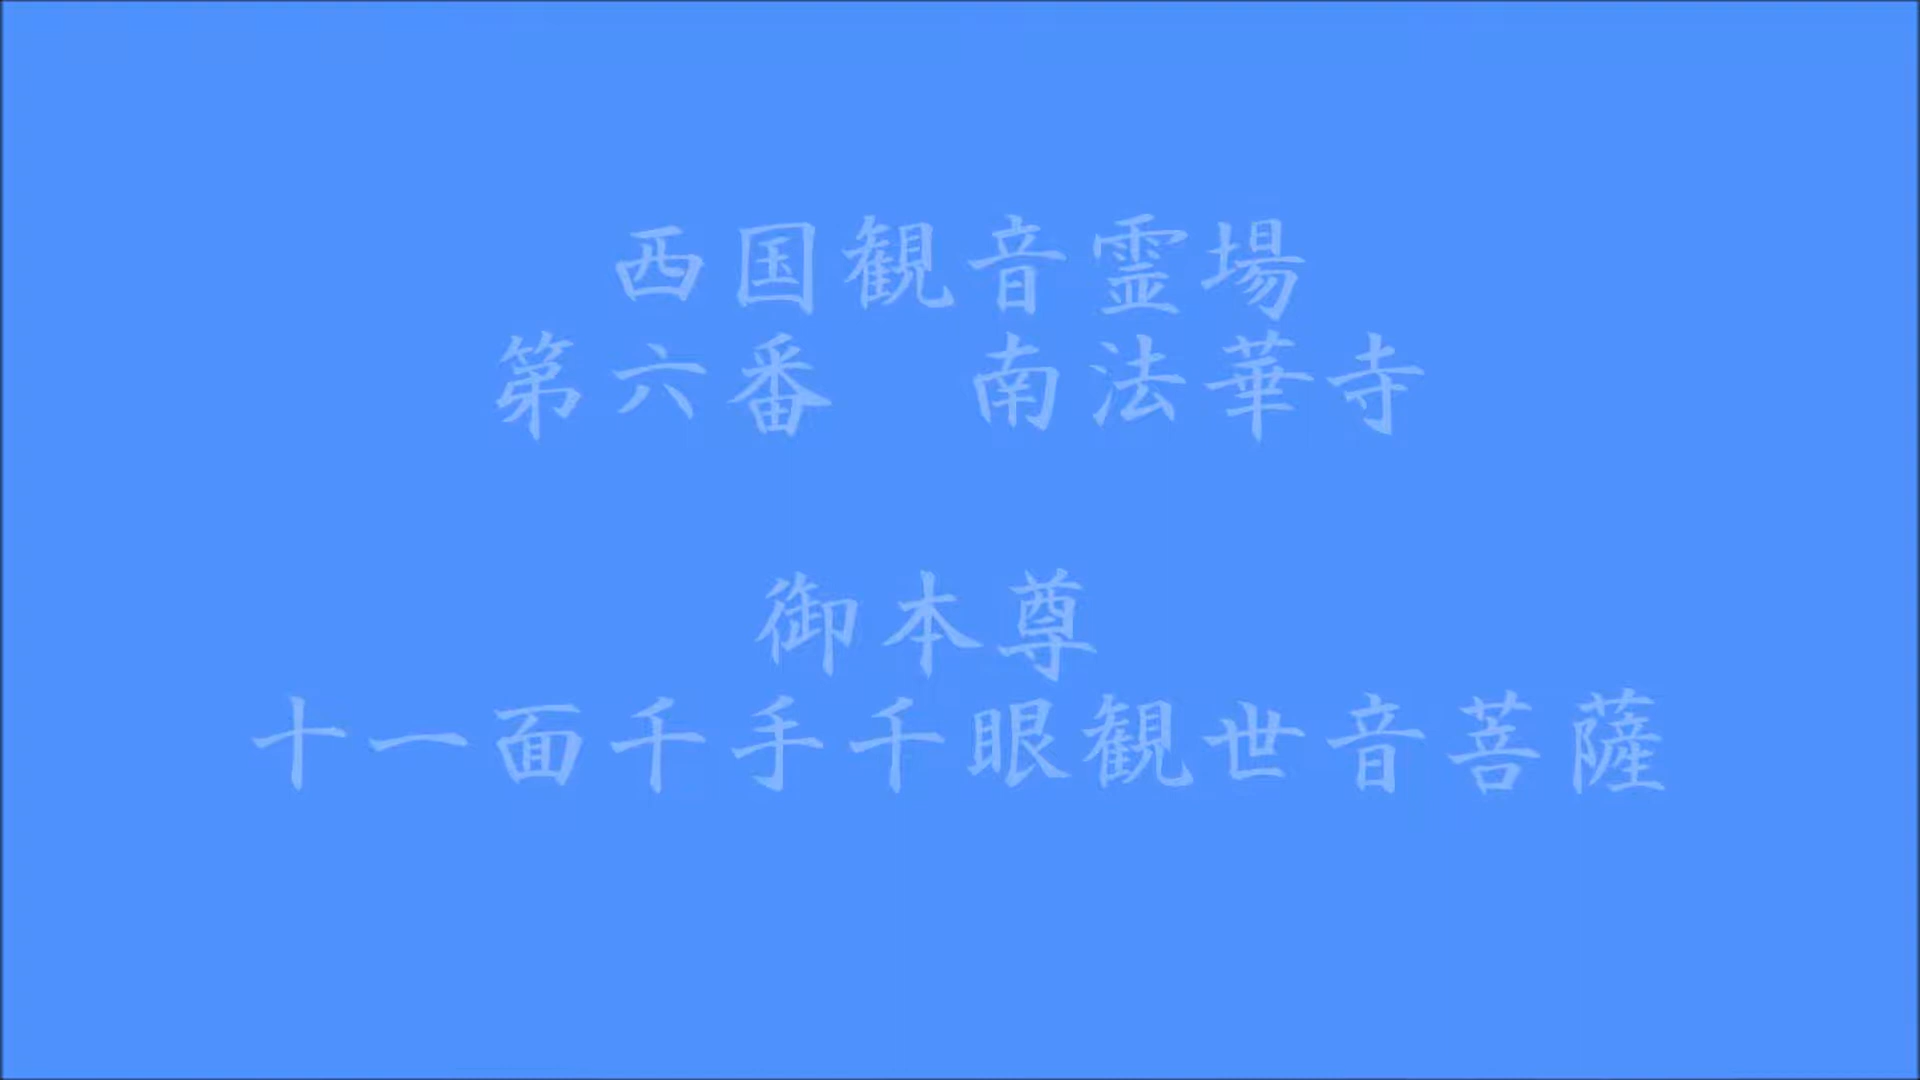 西国観音霊場
第六番　南法華寺
御本尊
十一面千手千眼観世音菩薩